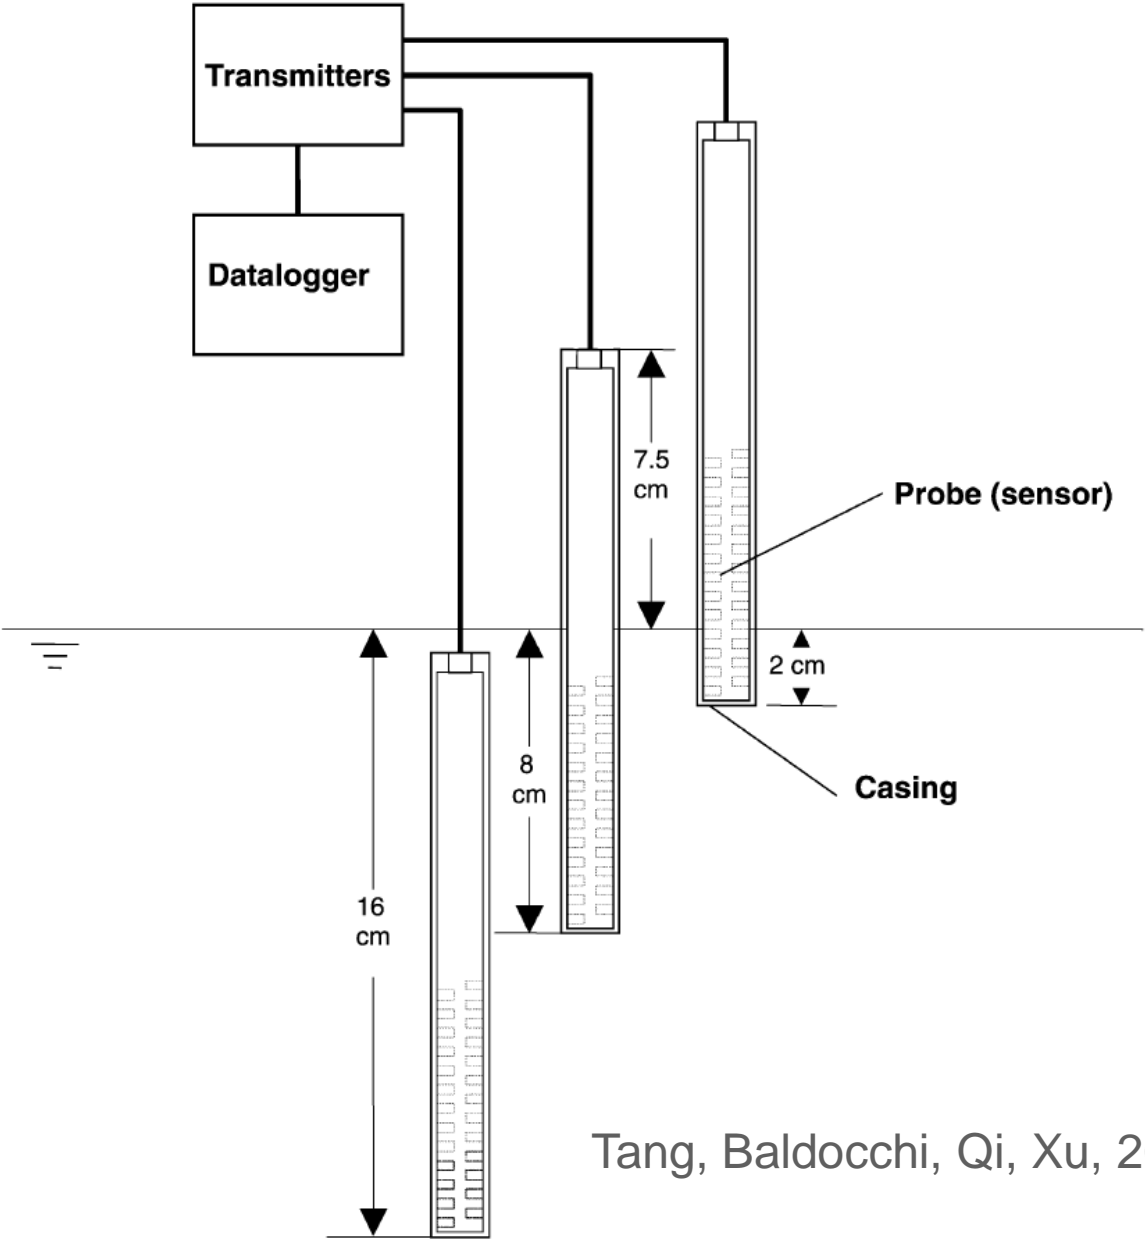 Transmitters
Datalogger
7.5
cm
Probe (sensor)
2 cm
8
cm
Casing
16
cm
Tang, Baldocchi, Qi, Xu, 2